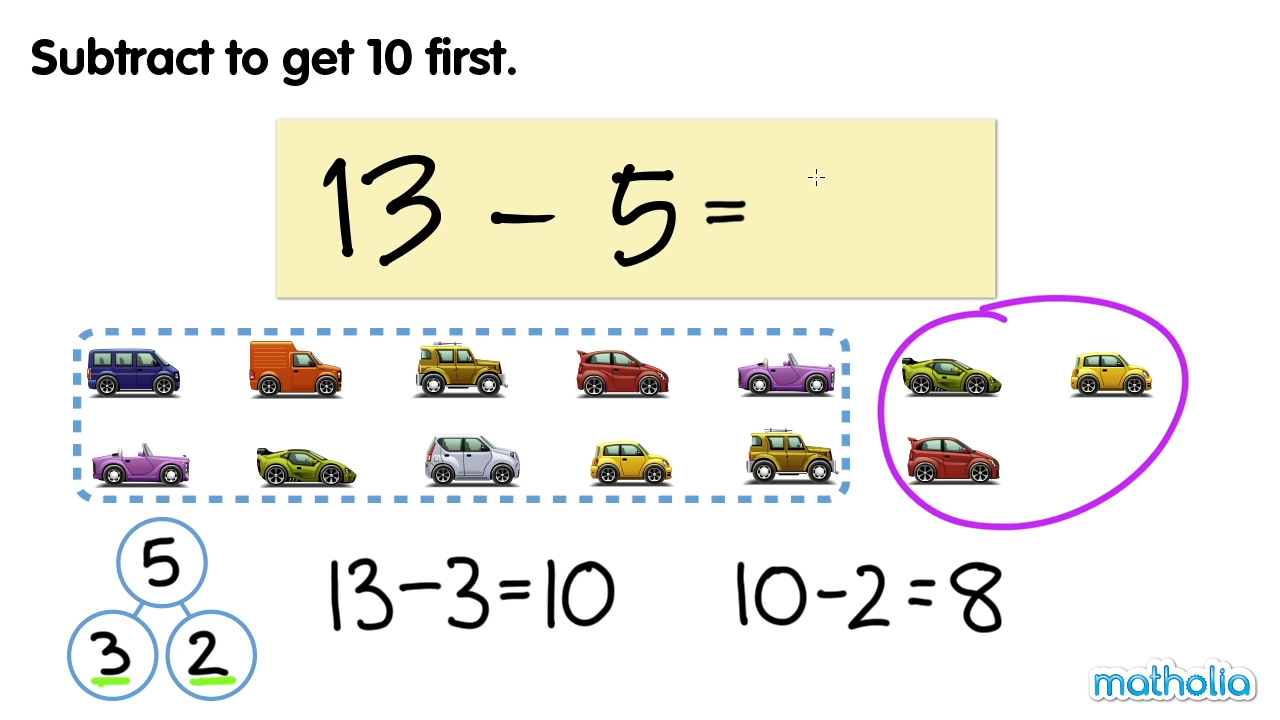 Subtract to get 10 first.
13 - 5 =
5
3 2
13-3=10 10-2=8
matholia